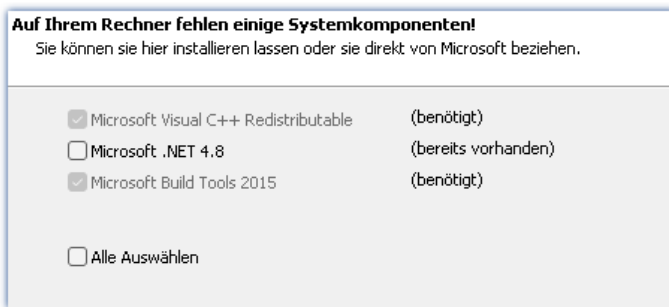 Auf Ihrem Rechner fehlen einige Systemkomponenten!
Sie können sie hier installieren lassen oder sie direkt von Microsoft beziehen.
Microsoft Visual C++ Redistributable (benötigt)
Microsoft .NET 4.8 (bereits vorhanden)
Microsoft Build Tools 2015 (benötigt)
Alle Auswählen